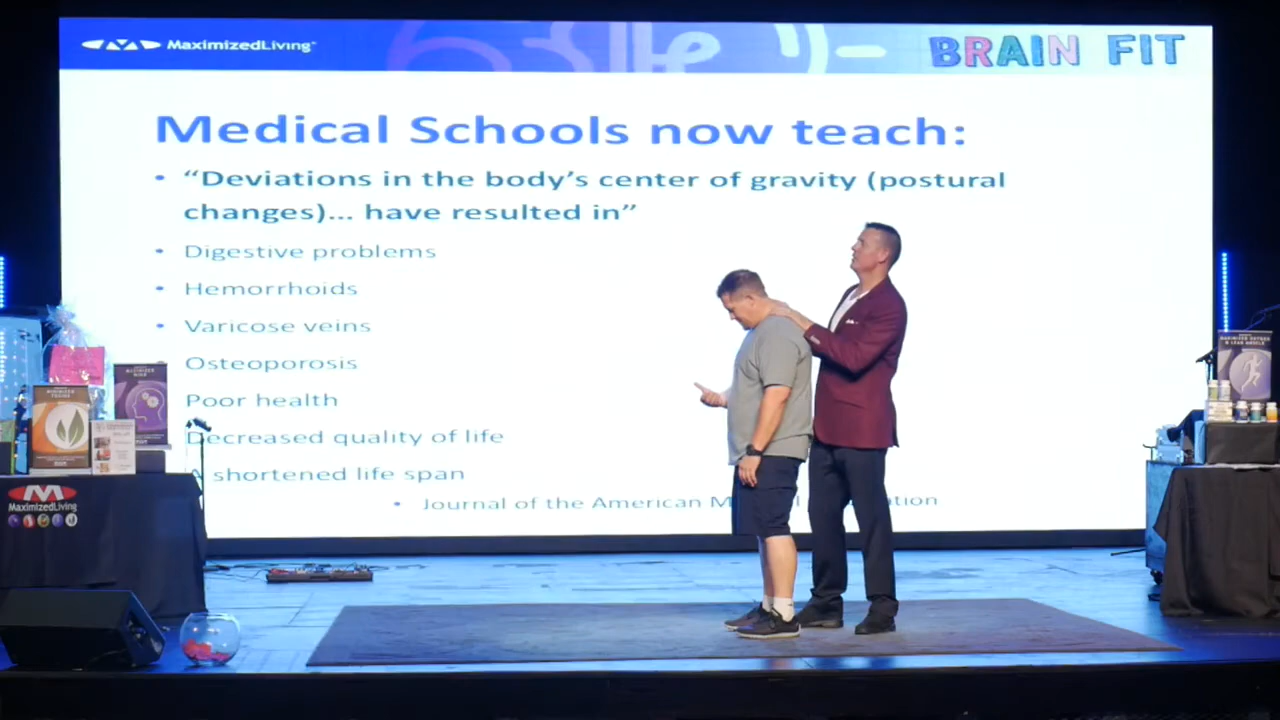 MaximizedLiving
BRAIN FIT
Medical Schools now teach:
• “Deviations in the body’s center of gravity (postural
changes)... have resulted in”
• Digestive problems
• Hemorrhoids
• Varicose veins
Osteoporosis
Poor health
Decreased quality of life
shortened life span
• Journal of the American
MaximizedLiving